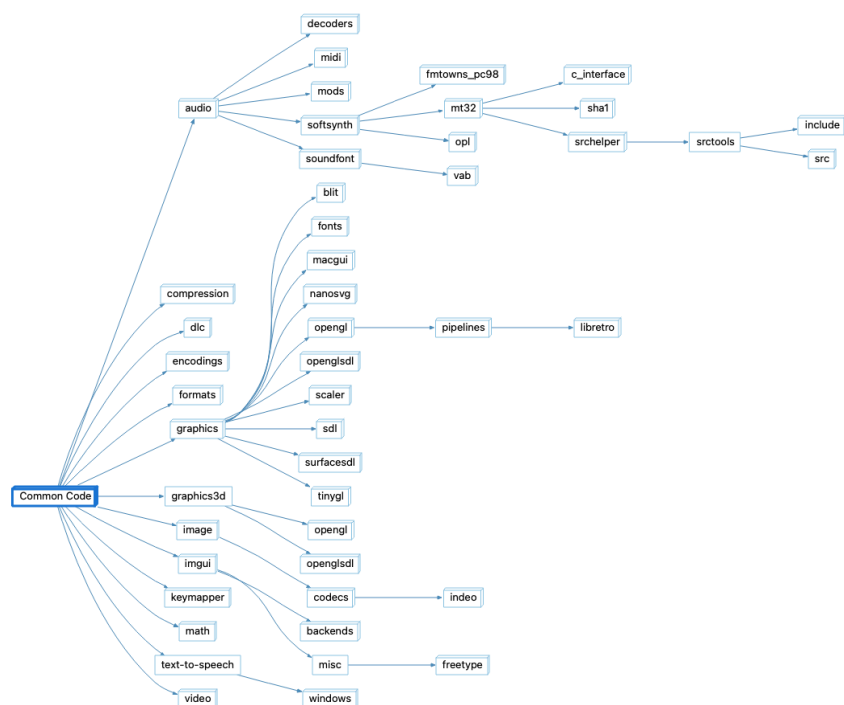 decoders
midi
fmtowns_pc98
c_interface
mods
audio
mt32
sha1
softsynth
include
opl
srchelper
srctools
soundfont
src
vab
blit
fonts
macgui
compression
nanosvg
dlc
opengl
pipelines
libretro
encodings
openglsdl
formats
scaler
graphics
sdl
surfacesdl
Common Code
graphics3d
tinygl
image
opengl
imgui
openglsdl
keymapper
codecs
indeo
math
backends
text-to-speech
misc
freetype
video
windows